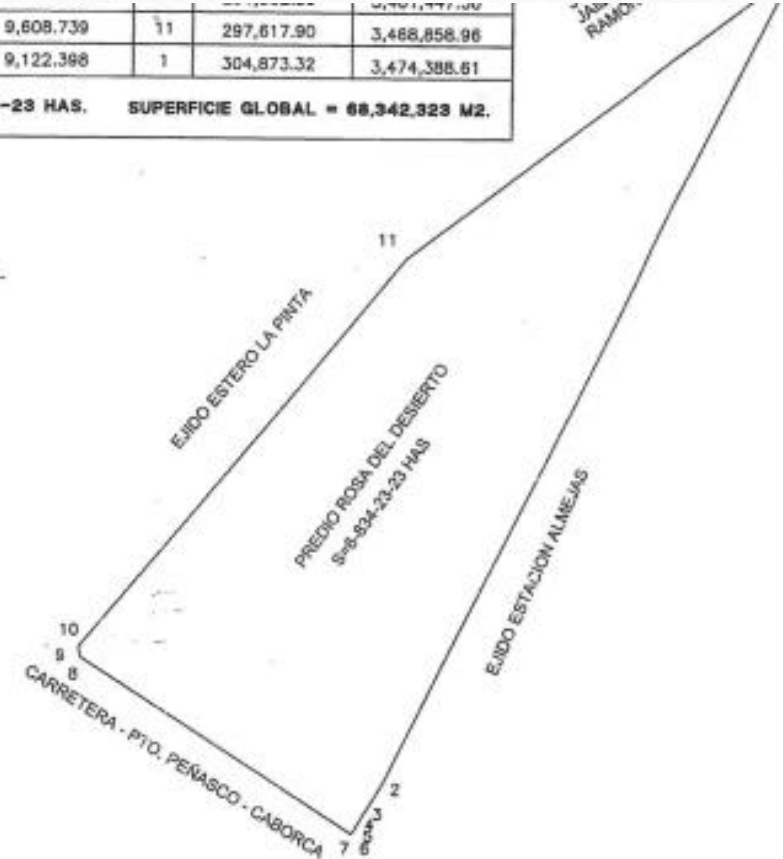 9,608.739 11 297,617.90 3,468,858.96
9,122.398 1 304,873.32 3,474,388.61
-23 HAS. SUPERFICIE GLOBAL = 68,342,323 M2.
11
EJIDO ESTERO LA PINTA
PREDIO ROSA DEL DESIERTO
S=6-834-23-23 HAS
EJIDO ESTACION ALMEJAS
10
9
8
CARRETERA - PTO. PEÑASCO - CABORCA
2
3
7 6